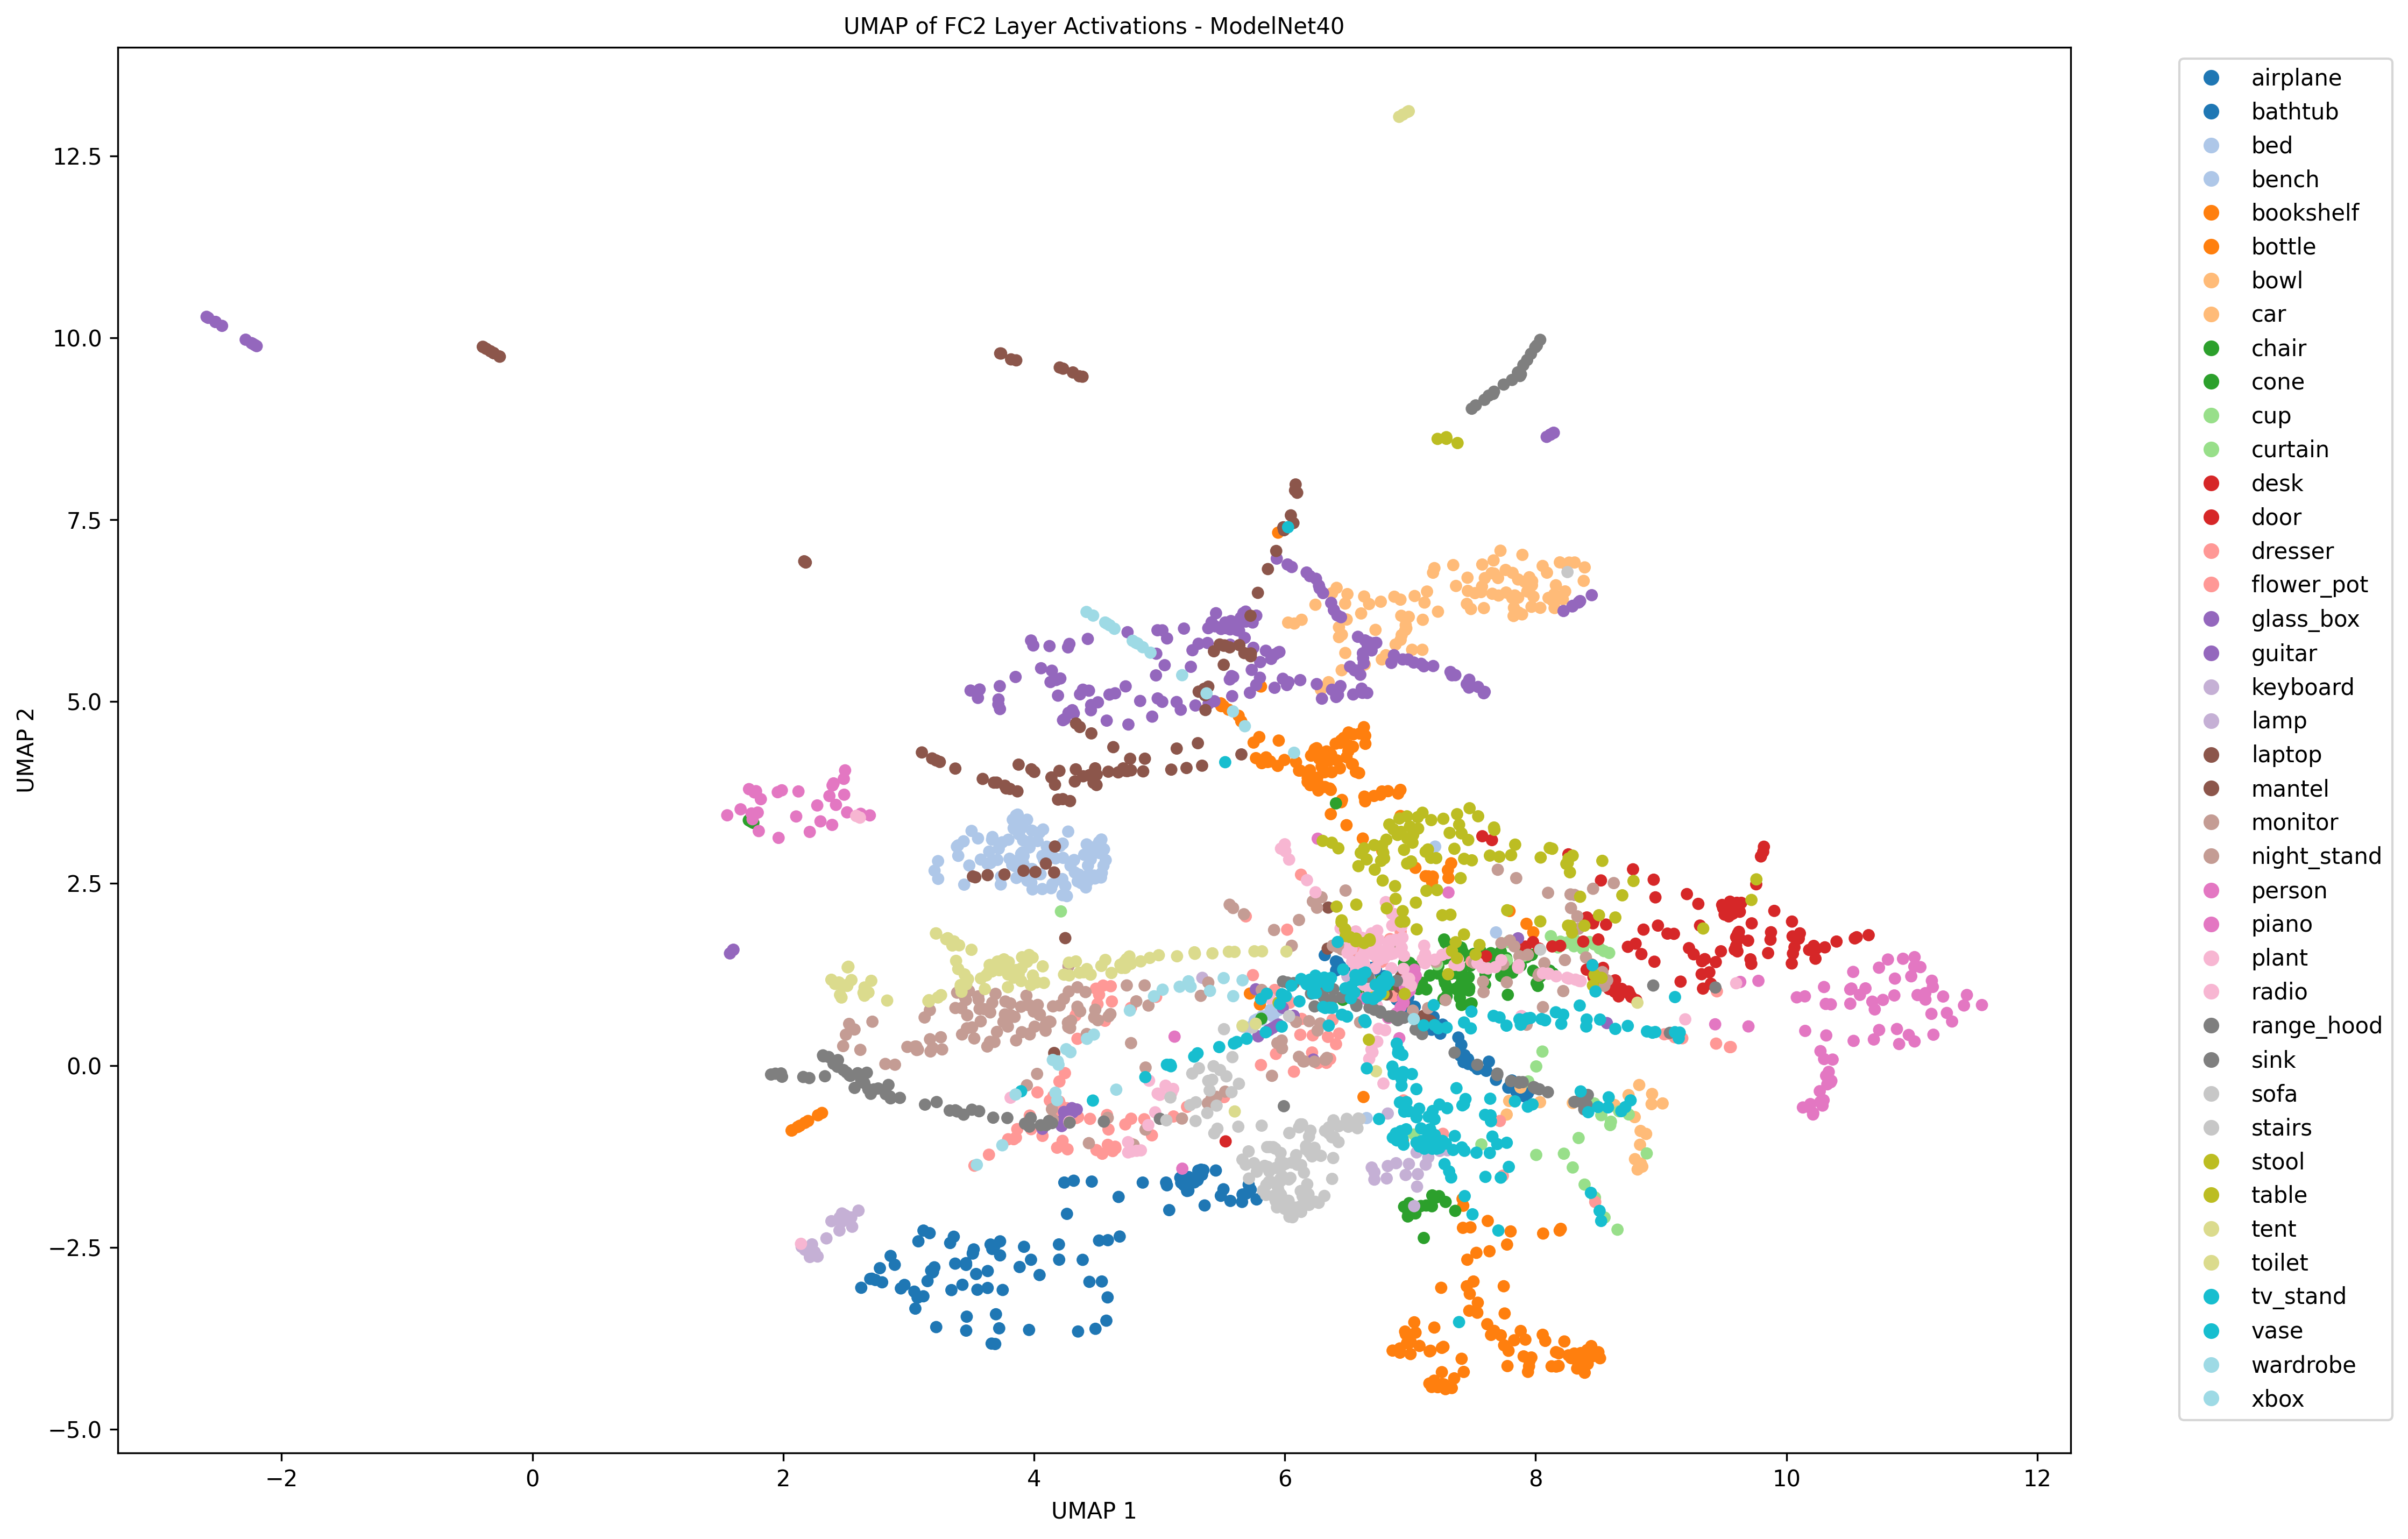 UMAP of FC2 Layer Activations - ModelNet40
12.5
10.0
7.5
5.0
2.5
0.0
−2.5
−5.0
UMAP 2
−2
0
2
4
6
8
10
12
UMAP 1
airplane
bathtub
bed
bench
bookshelf
bottle
bowl
car
chair
cone
cup
curtain
desk
door
dresser
flower_pot
glass_box
guitar
keyboard
lamp
laptop
mantel
monitor
night_stand
person
piano
plant
radio
range_hood
sink
sofa
stairs
stool
table
tent
toilet
tv_stand
vase
wardrobe
xbox